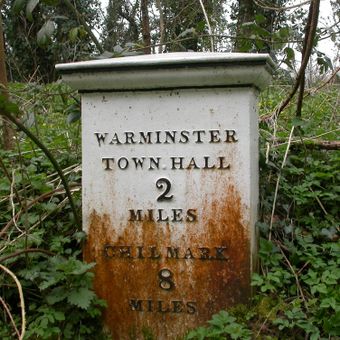 WARMINSTER
TOWN HALL
2
MILES
CHILMARK
8
MILES